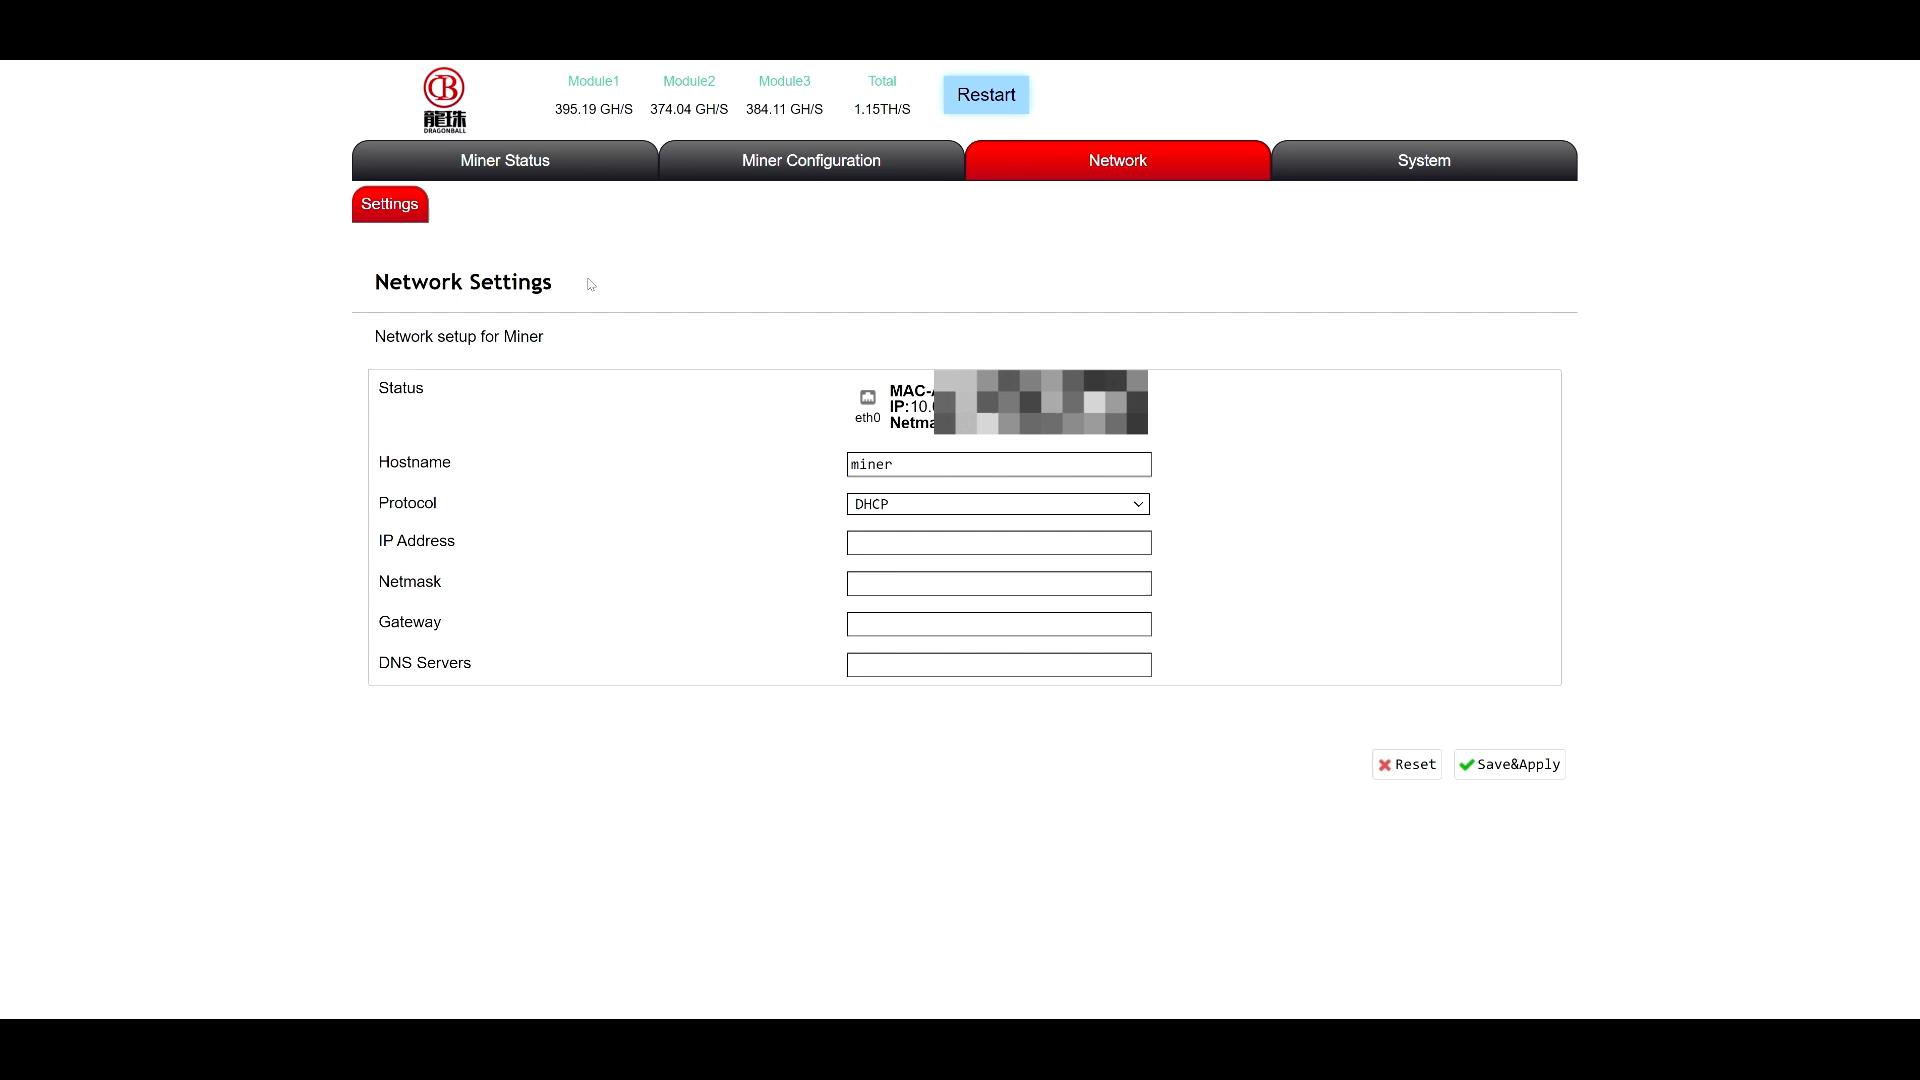 龍珠
DRAGONBALL
Module1 Module2 Module3 Total
395.19 GH/S 374.04 GH/S 384.11 GH/S 1.15TH/S
Restart
Miner Status Miner Configuration Network System
Settings
Network Settings
Network setup for Miner
Status
eth0
IP:10.
Hostname miner
Protocol DHCP
IP Address
Netmask
Gateway
DNS Servers
Reset Save&Apply